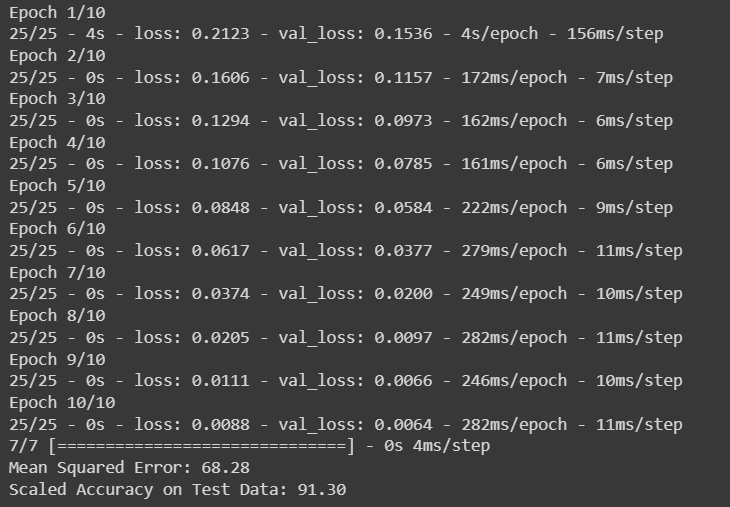 Epoch 1/10
25/25 - 4s - loss: 0.2123 - val_loss: 0.1536 - 4s/epoch - 156ms/step
Epoch 2/10
25/25 - 0s - loss: 0.1606 - val_loss: 0.1157 - 172ms/epoch - 7ms/step
Epoch 3/10
25/25 - 0s - loss: 0.1294 - val_loss: 0.0973 - 162ms/epoch - 6ms/step
Epoch 4/10
25/25 - 0s - loss: 0.1076 - val_loss: 0.0785 - 161ms/epoch - 6ms/step
Epoch 5/10
25/25 - 0s - loss: 0.0848 - val_loss: 0.0584 - 222ms/epoch - 9ms/step
Epoch 6/10
25/25 - 0s - loss: 0.0617 - val_loss: 0.0377 - 279ms/epoch - 11ms/step
Epoch 7/10
25/25 - 0s - loss: 0.0374 - val_loss: 0.0200 - 249ms/epoch - 10ms/step
Epoch 8/10
25/25 - 0s - loss: 0.0205 - val_loss: 0.0097 - 282ms/epoch - 11ms/step
Epoch 9/10
25/25 - 0s - loss: 0.0111 - val_loss: 0.0066 - 246ms/epoch - 10ms/step
Epoch 10/10
25/25 - 0s - loss: 0.0088 - val_loss: 0.0064 - 282ms/epoch - 11ms/step
7/7 [==============================] - 0s 4ms/step
Mean Squared Error: 68.28
Scaled Accuracy on Test Data: 91.30